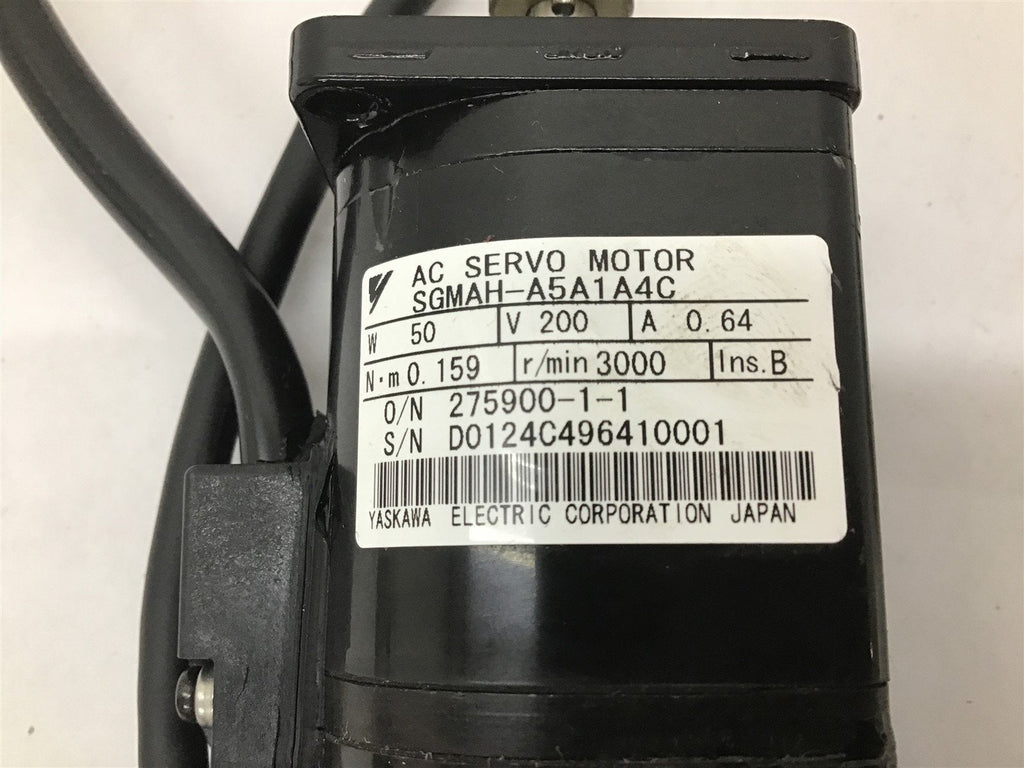 AC SERVO MOTOR
SGMAH-A5A1A4C
W 50 V 200 A 0.64
N·m 0.159 r/min 3000 Ins. B
O/N 275900-1-1
S/N D0124C496410001
YASKAWA ELECTRIC CORPORATION JAPAN